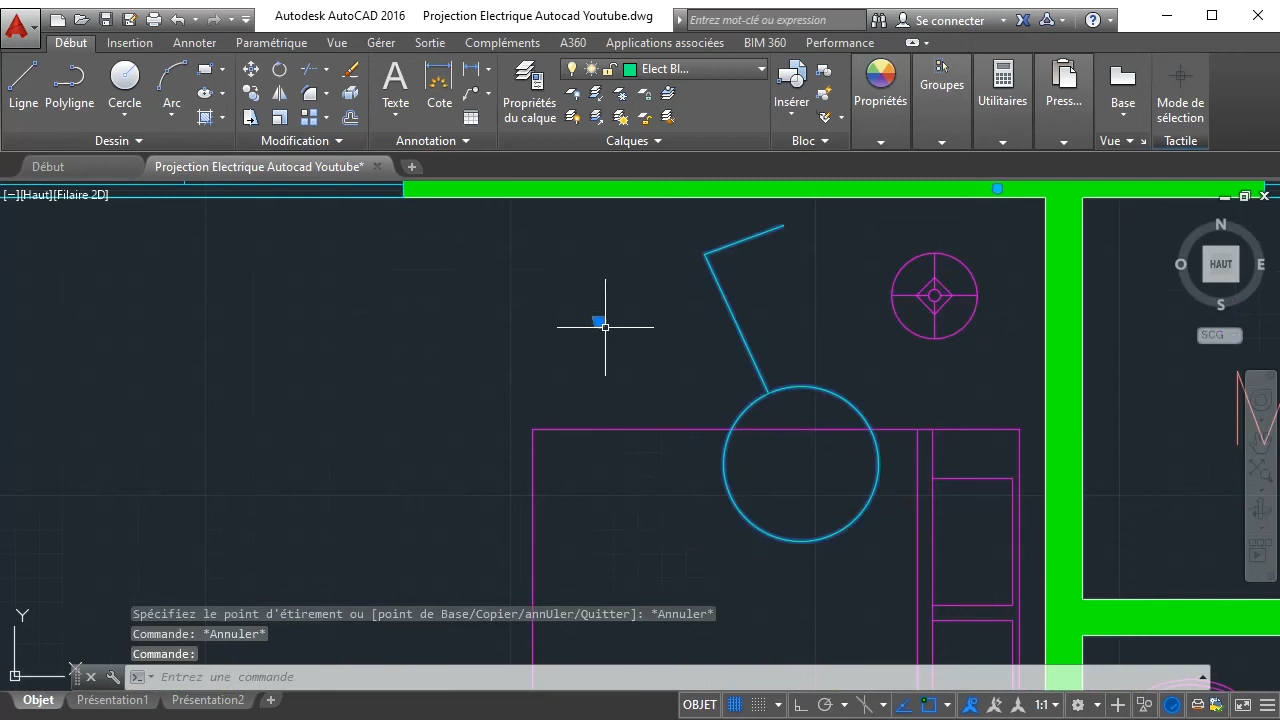 Autodesk AutoCAD 2016 Projection Electrique Autocad Youtube.dwg
Entrez mot-clé ou expression
Se connecter
Début Insertion Annoter Paramétrique Vue Gérer Sortie Compléments A360 Applications associées BIM 360 Performance
Ligne Polyligne Cercle Arc
Texte Cote
Propriétés du calque
Elect Bl...
Insérer
Propriétés
Groupes
Utilitaires
Press...
Base
Mode de sélection
Dessin Modification Annotation Calques Bloc Vue Tactile
Début Projection Electrique Autocad Youtube*
[−][Haut][Filaire 2D]
N
O HAUT E
S
SCG
Spécifiez le point d'étirement ou [point de Base/Copier/annUler/Quitter]: *Annuler*
Commande: *Annuler*
Commande:
Y
X
Entrez une commande
Objet Présentation1 Présentation2
OBJET
1:1